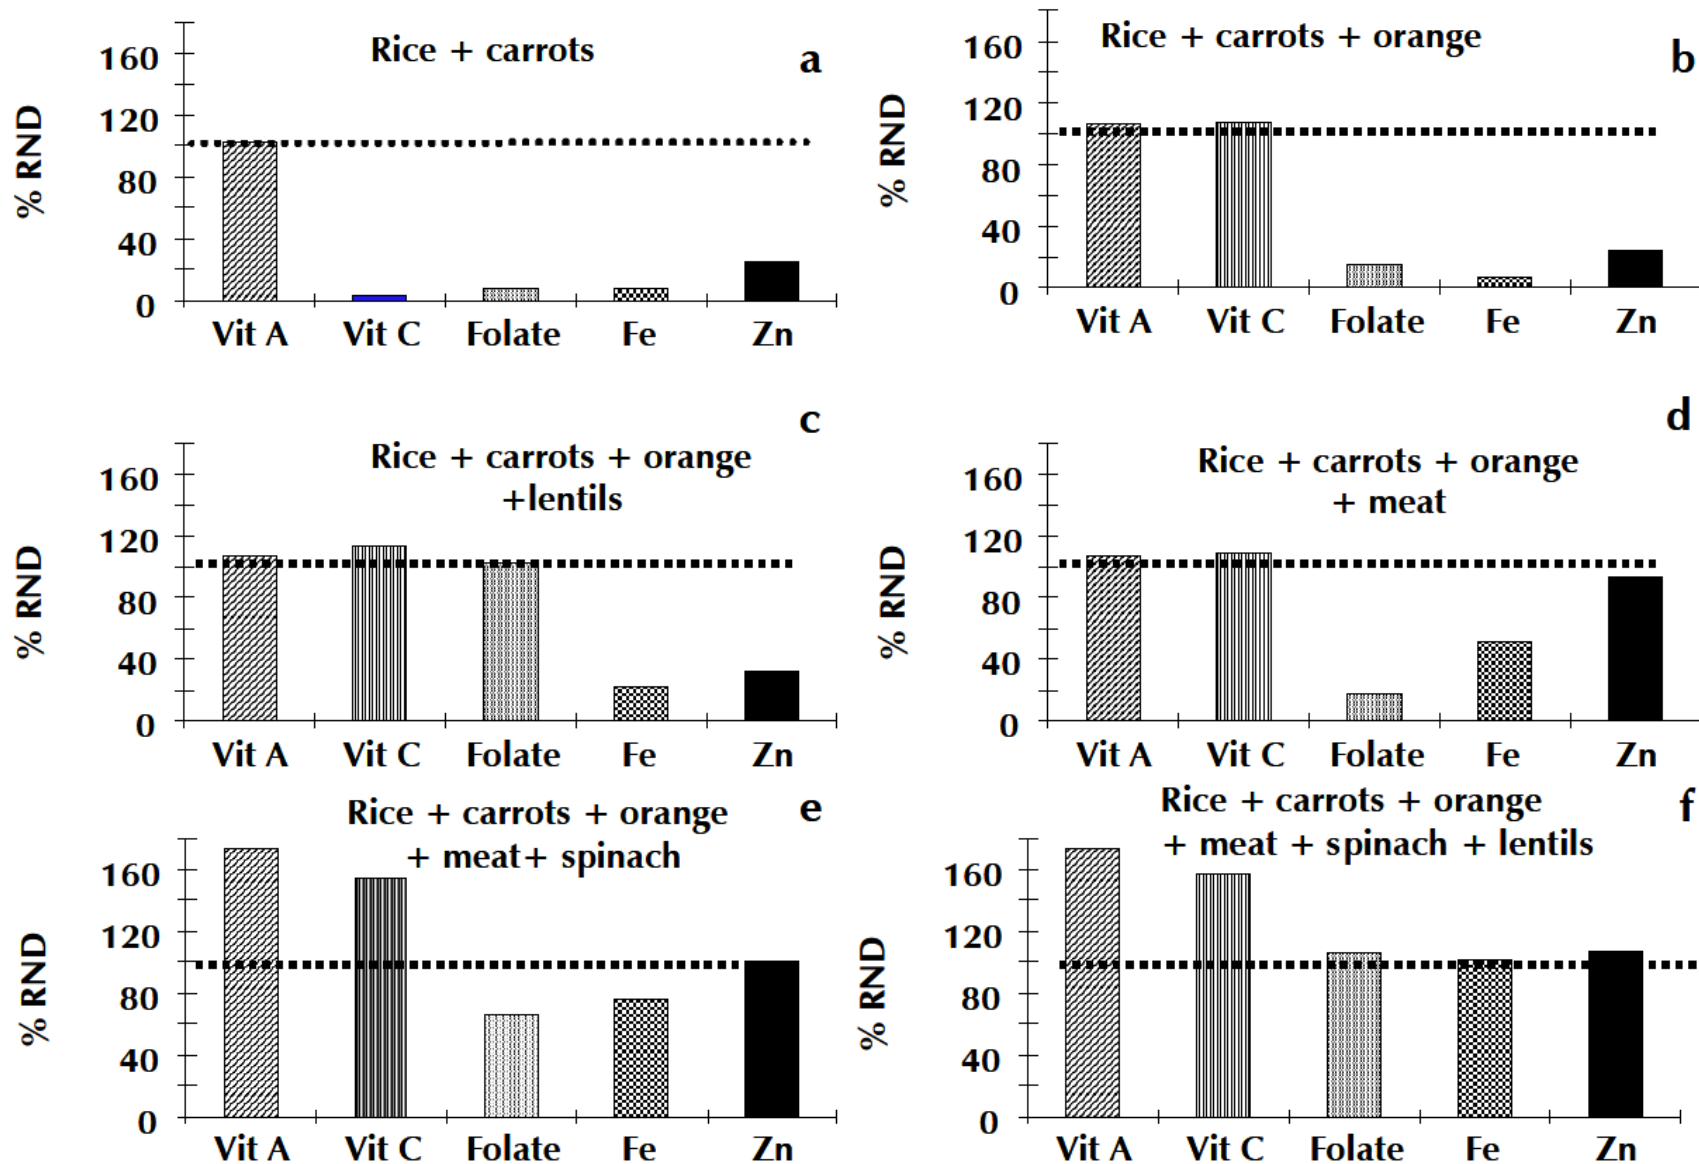 Rice + carrots
a
% RND
160
120
80
40
0
Vit A Vit C Folate Fe Zn
Rice + carrots + orange
b
% RND
160
120
80
40
0
Vit A Vit C Folate Fe Zn
c
Rice + carrots + orange
+lentils
% RND
160
120
80
40
0
Vit A Vit C Folate Fe Zn
d
Rice + carrots + orange
+ meat
% RND
160
120
80
40
0
Vit A Vit C Folate Fe Zn
e
Rice + carrots + orange
+ meat+ spinach
% RND
160
120
80
40
0
Vit A Vit C Folate Fe Zn
f
Rice + carrots + orange
+ meat + spinach + lentils
% RND
160
120
80
40
0
Vit A Vit C Folate Fe Zn